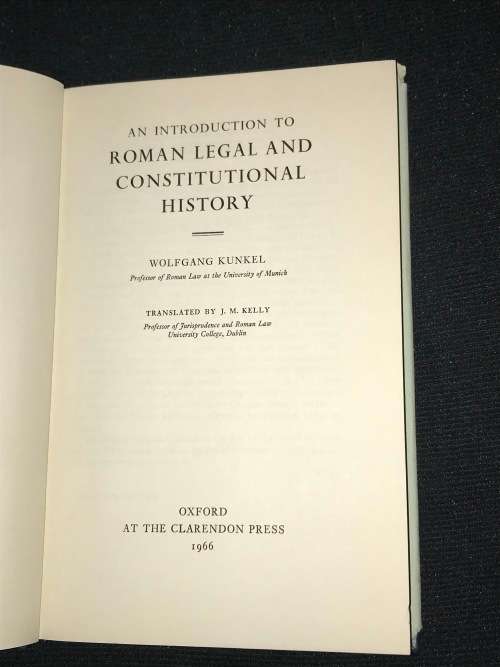 AN INTRODUCTION TO
ROMAN LEGAL AND
CONSTITUTIONAL
HISTORY
WOLFGANG KUNKEL
Professor of Roman Law at the University of Munich
TRANSLATED BY J. M. KELLY
Professor of Jurisprudence and Roman Law
University College, Dublin
OXFORD
AT THE CLARENDON PRESS
1966